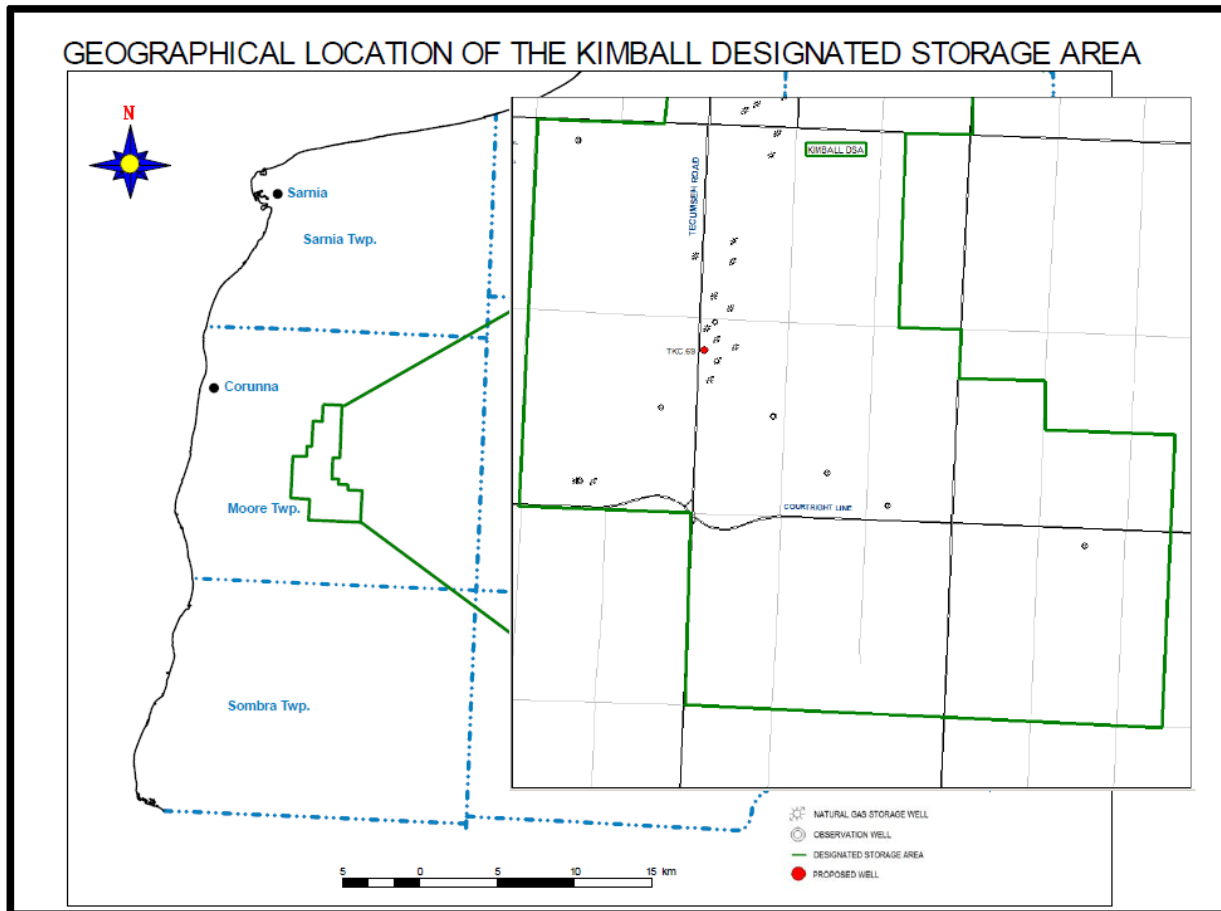 GEOGRAPHICAL LOCATION OF THE KIMBALL DESIGNATED STORAGE AREA
N
Sarnia
Sarnia Twp.
Corunna
Moore Twp.
Sombra Twp.
KIMBALL DSA
TECUMSEH ROAD
TKC 69
COURTRIGHT LINE
NATURAL GAS STORAGE WELL
OBSERVATION WELL
DESIGNATED STORAGE AREA
PROPOSED WELL
5 0 5 10 15 km